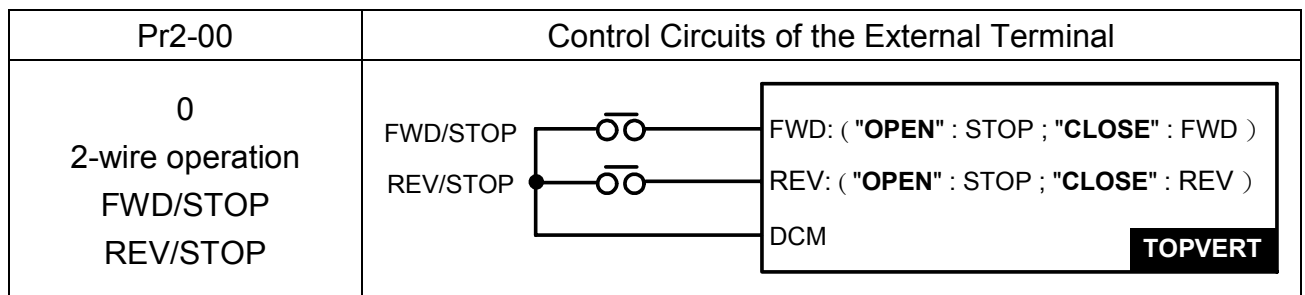 Pr2-00
Control Circuits of the External Terminal
0
2-wire operation
FWD/STOP
REV/STOP
FWD/STOP
REV/STOP
FWD: ( "OPEN" : STOP ; "CLOSE" : FWD )
REV: ( "OPEN" : STOP ; "CLOSE" : REV )
DCM
TOPVERT